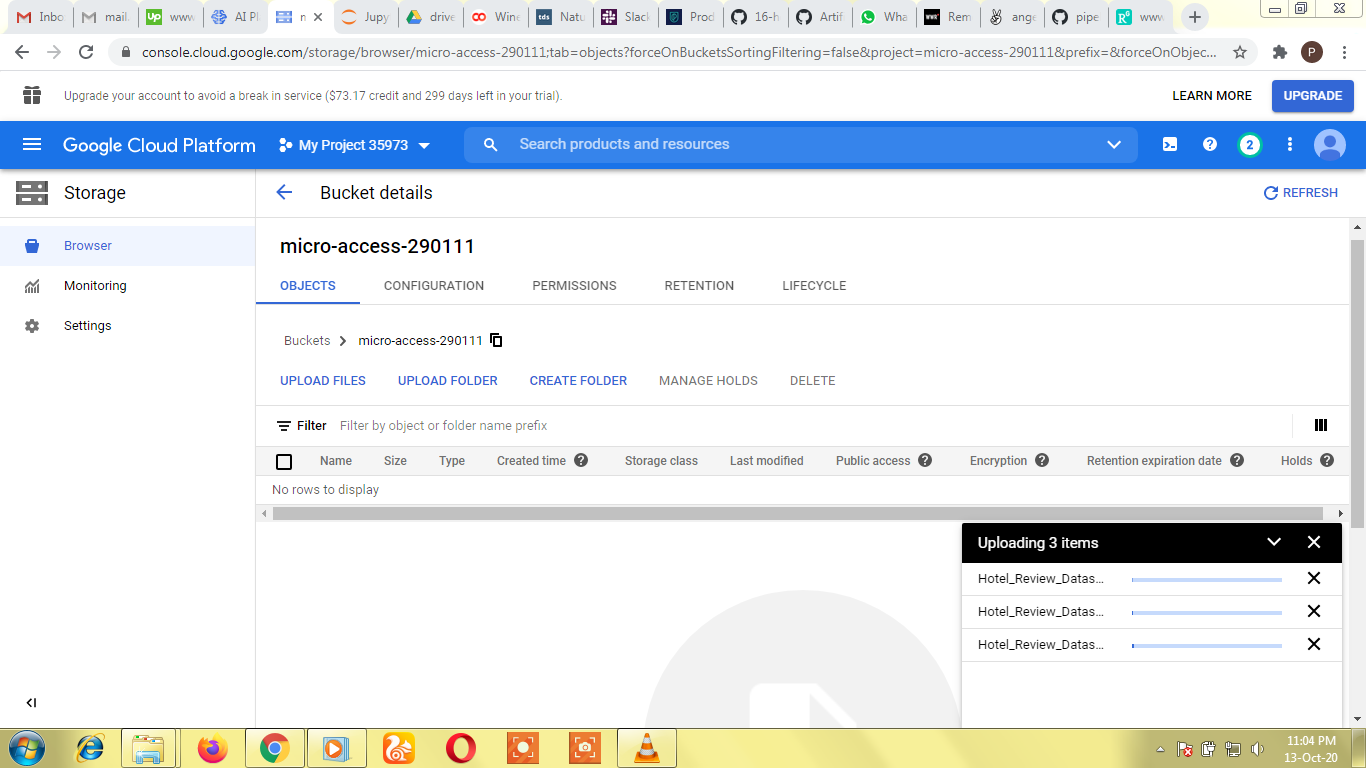 Inbo mail. www AI Pl n Jupy drive Wine Natu Slack Prod 16-h Artif Wha Rem ange pipe www
console.cloud.google.com/storage/browser/micro-access-290111;tab=objects?forceOnBucketsSortingFiltering=false&project=micro-access-290111&prefix=&forceOnObjec... P
Upgrade your account to avoid a break in service ($73.17 credit and 299 days left in your trial). LEARN MORE UPGRADE
Google Cloud Platform My Project 35973 Search products and resources 2
Storage Bucket details REFRESH
Browser
Monitoring
Settings
micro-access-290111
OBJECTS CONFIGURATION PERMISSIONS RETENTION LIFECYCLE
Buckets micro-access-290111
UPLOAD FILES UPLOAD FOLDER CREATE FOLDER MANAGE HOLDS DELETE
Filter Filter by object or folder name prefix
Name Size Type Created time Storage class Last modified Public access Encryption Retention expiration date Holds
No rows to display
Uploading 3 items
Hotel_Review_Datas...
Hotel_Review_Datas...
Hotel_Review_Datas...
11:04 PM
13-Oct-20